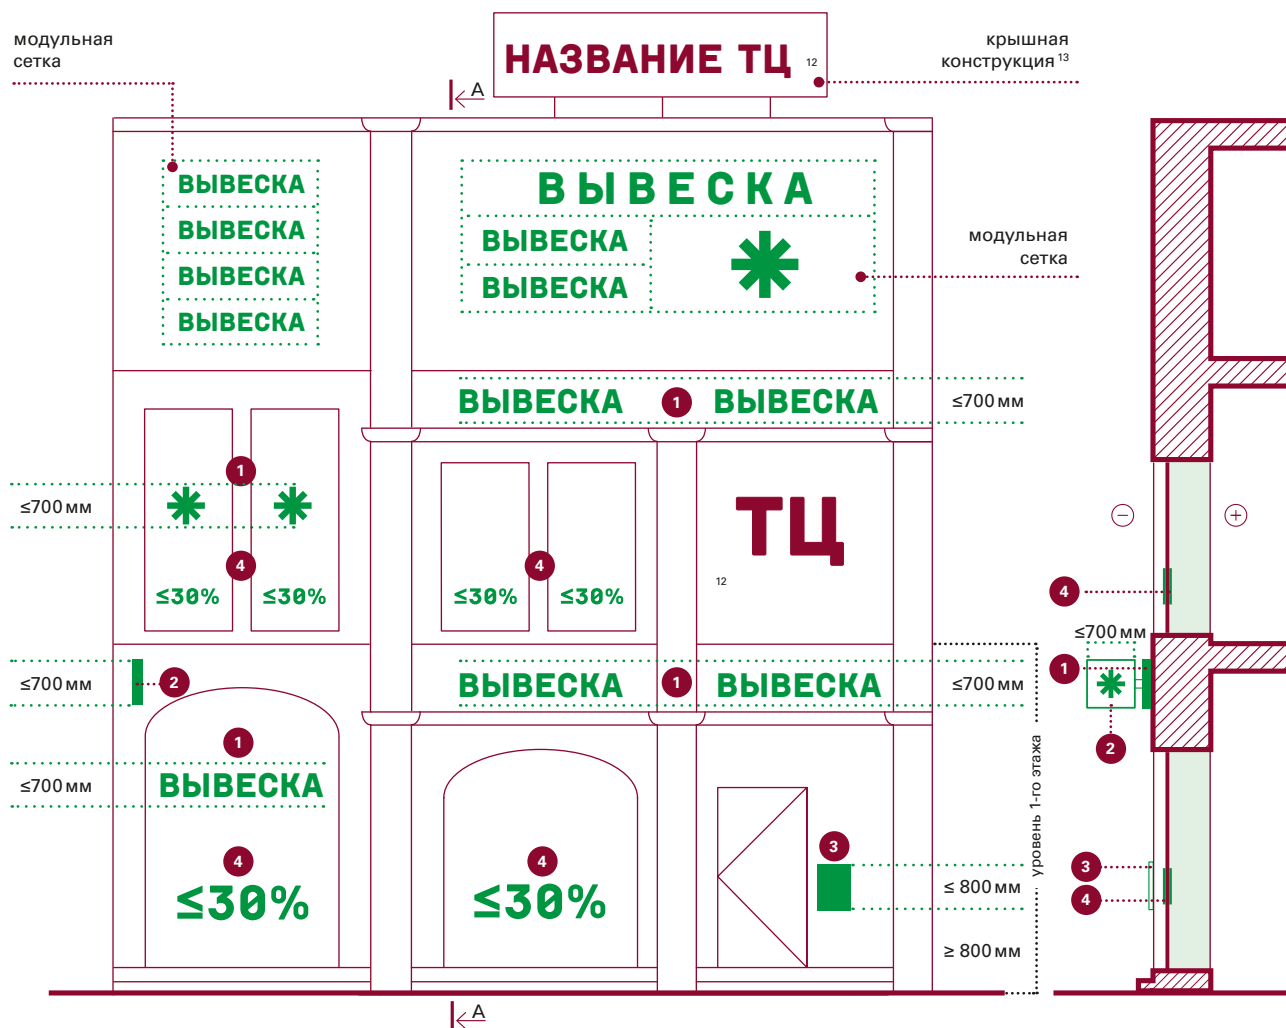 модульная
сетка
НАЗВАНИЕ ТЦ 12
крышная
конструкция 13
А
ВЫВЕСКА
ВЫВЕСКА
ВЫВЕСКА
ВЫВЕСКА
ВЫВЕСКА
ВЫВЕСКА
ВЫВЕСКА
модульная
сетка
ВЫВЕСКА
1
ВЫВЕСКА
≤700 мм
1
≤700 мм
4
≤30%
≤30%
4
≤30%
≤30%
ТЦ
12
4
≤700 мм
≤700 мм
2
ВЫВЕСКА
1
ВЫВЕСКА
≤700 мм
1
2
1
≤700 мм
ВЫВЕСКА
уровень 1-го этажа
4
≤30%
4
≤30%
3
≤ 800 мм
≥ 800 мм
3
4
А